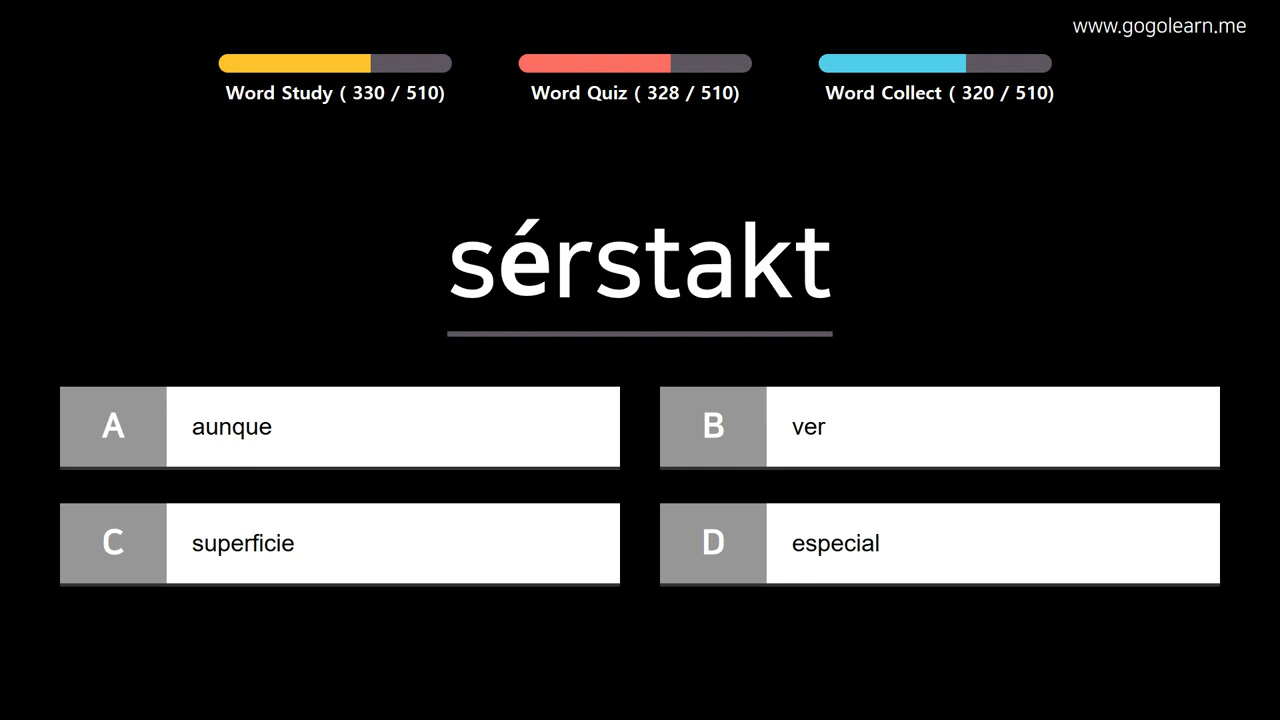 www.gogolearn.me
Word Study ( 330 / 510)
Word Quiz ( 328 / 510)
Word Collect ( 320 / 510)
sérstakt
A aunque
B ver
C superficie
D especial